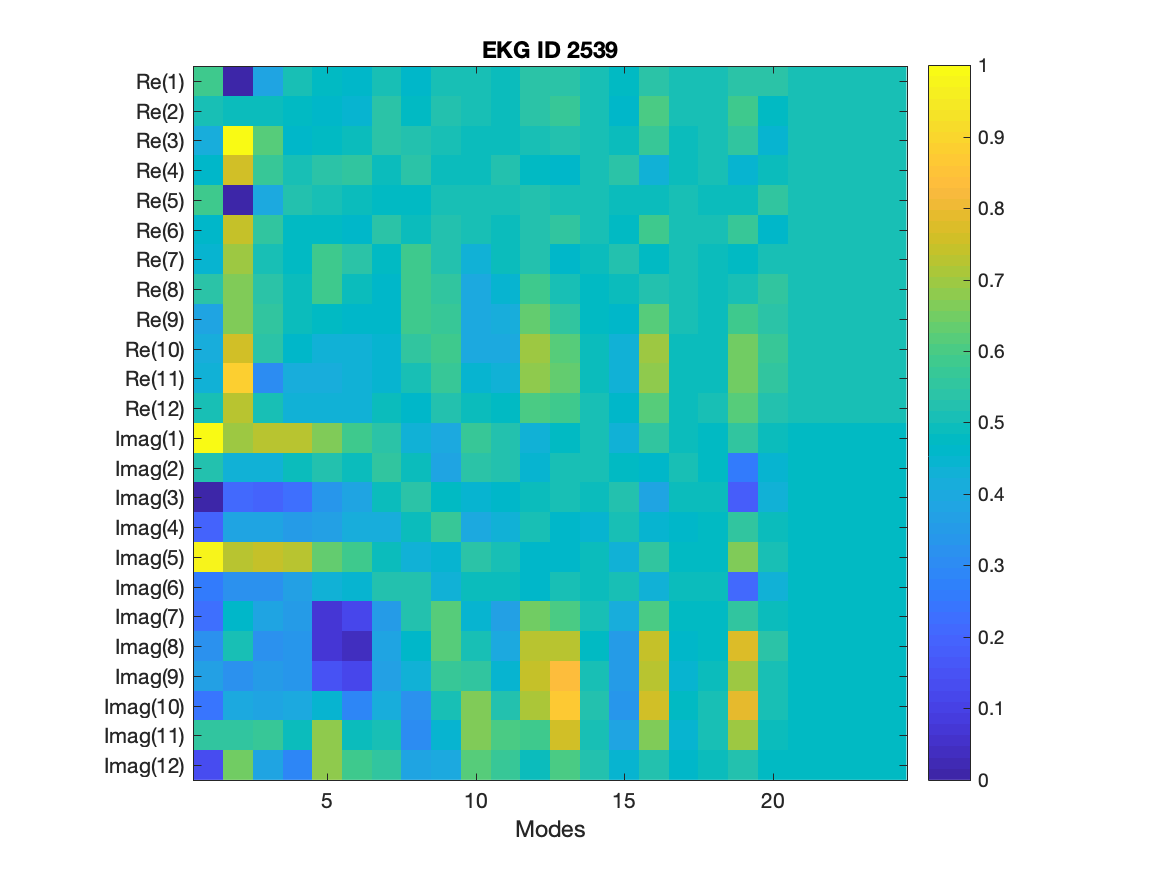 EKG ID 2539
Re(1)
Re(2)
Re(3)
Re(4)
Re(5)
Re(6)
Re(7)
Re(8)
Re(9)
Re(10)
Re(11)
Re(12)
Imag(1)
Imag(2)
Imag(3)
Imag(4)
Imag(5)
Imag(6)
Imag(7)
Imag(8)
Imag(9)
Imag(10)
Imag(11)
Imag(12)
5 10 15 20
Modes
1
0.9
0.8
0.7
0.6
0.5
0.4
0.3
0.2
0.1
0